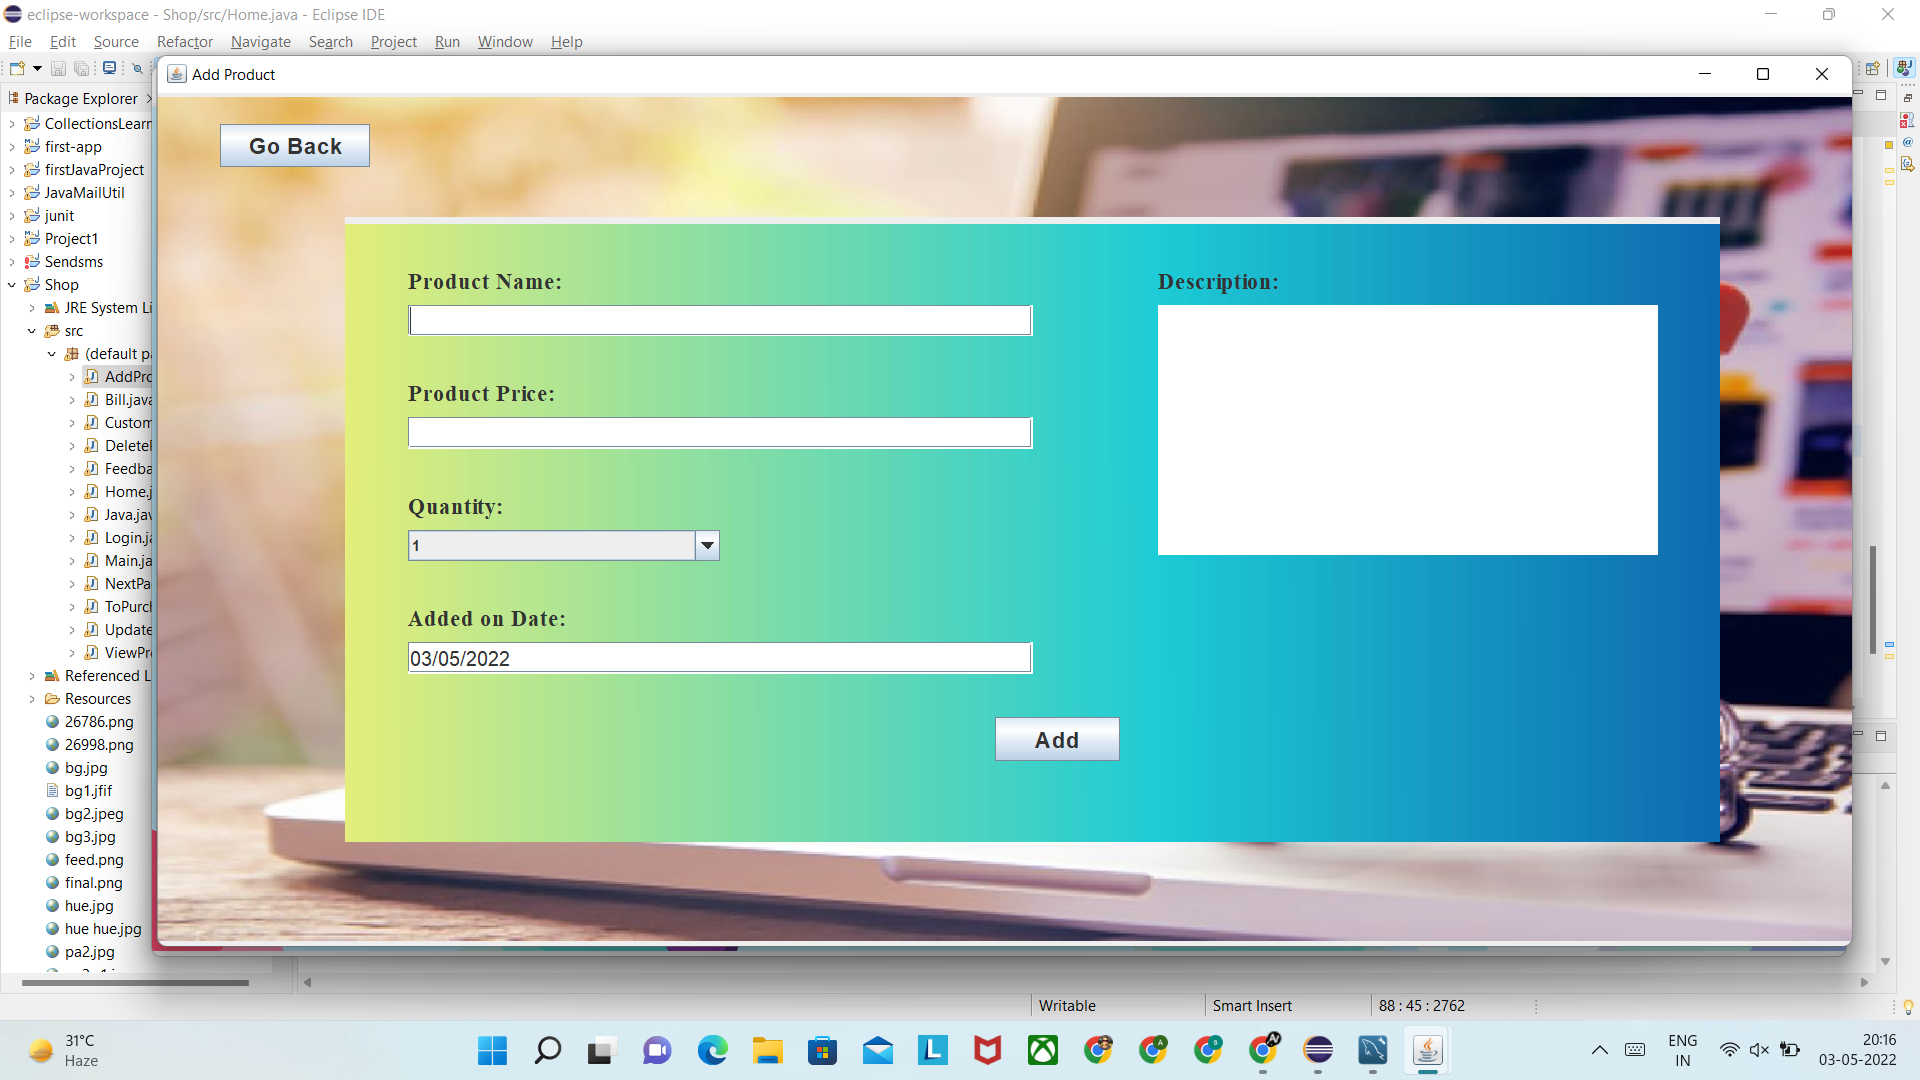 eclipse-workspace - Shop/src/Home.java - Eclipse IDE
File Edit Source Refactor Navigate Search Project Run Window Help
Add Product
Package Explorer
CollectionsLearn
first-app
firstJavaProject
JavaMailUtil
junit
Project1
Sendsms
Shop
JRE System Li
src
(default pa
AddPro
Bill.java
Custom
Delete
Feedba
Home.j
Java.jav
Login.ja
Main.ja
NextPa
ToPurch
Update
ViewPr
Referenced L
Resources
26786.png
26998.png
bg.jpg
bg1.jfif
bg2.jpeg
bg3.jpg
feed.png
final.png
hue.jpg
hue hue.jpg
pa2.jpg
Go Back
Product Name:
Product Price:
Quantity:
1
Added on Date:
03/05/2022
Description:
Add
Writable
Smart Insert
88 : 45 : 2762
31°C
Haze
ENG
IN
20:16
03-05-2022